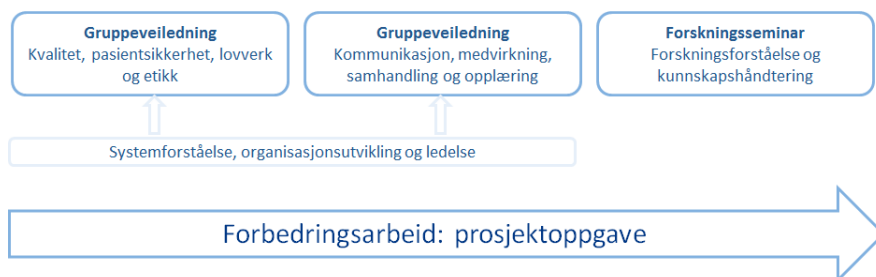 Gruppeveiledning
Kvalitet, pasientsikkerhet, lovverk
og etikk
Gruppeveiledning
Kommunikasjon, medvirkning,
samhandling og opplæring
Forskningsseminar
Forskningsforståelse og
kunnskapshåndtering
Systemforståelse, organisasjonsutvikling og ledelse
Forbedringsarbeid: prosjektoppgave